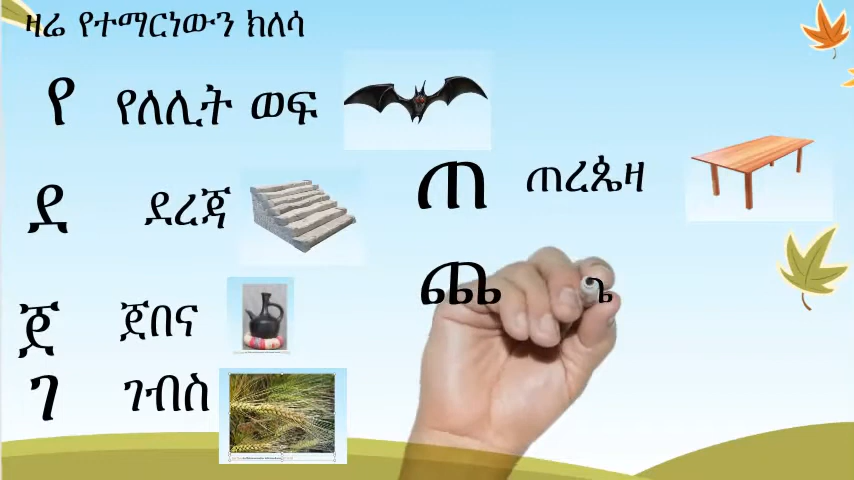 ዛሬ የተማርነውን ክለሳ
የ የለሊት ወፍ
ደ ደረጃ
ጀ ጀበና
ገ ገብስ
ጠ ጠረጴዛ
ጨ